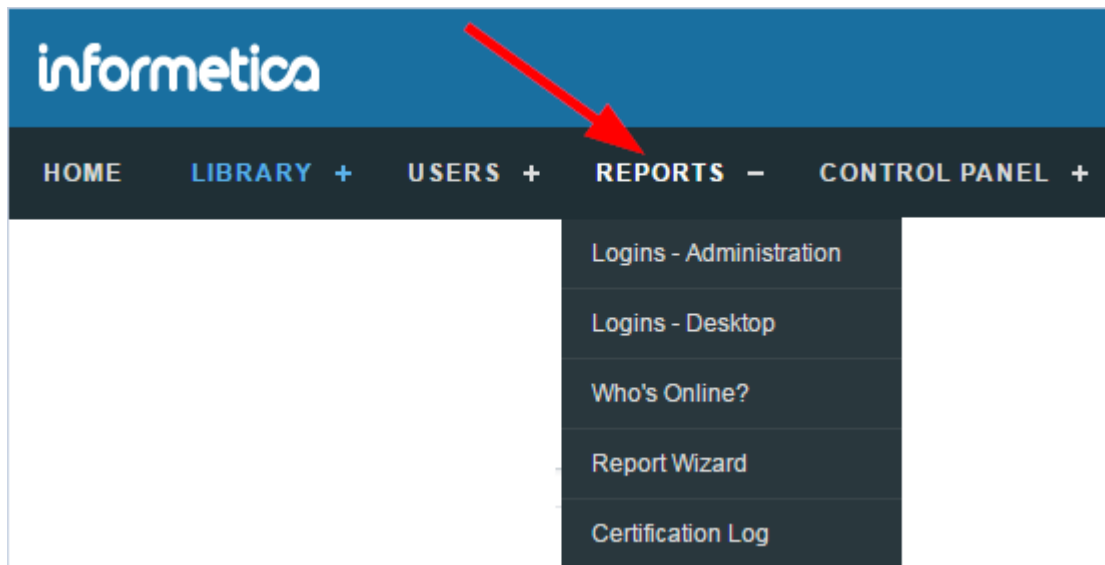 informetica
HOME LIBRARY + USERS + REPORTS − CONTROL PANEL +
Logins - Administration
Logins - Desktop
Who's Online?
Report Wizard
Certification Log